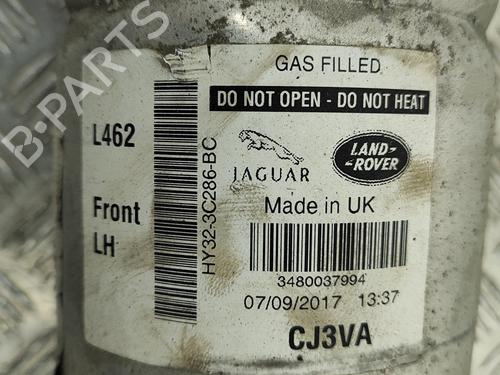 GAS FILLED
DO NOT OPEN - DO NOT HEAT
L462
JAGUAR
LAND-
ROVER
Front
LH
HY32-3C286-BC
Made in UK
3480037994
07/09/2017 13:37
CJ3VA
B-PARTS